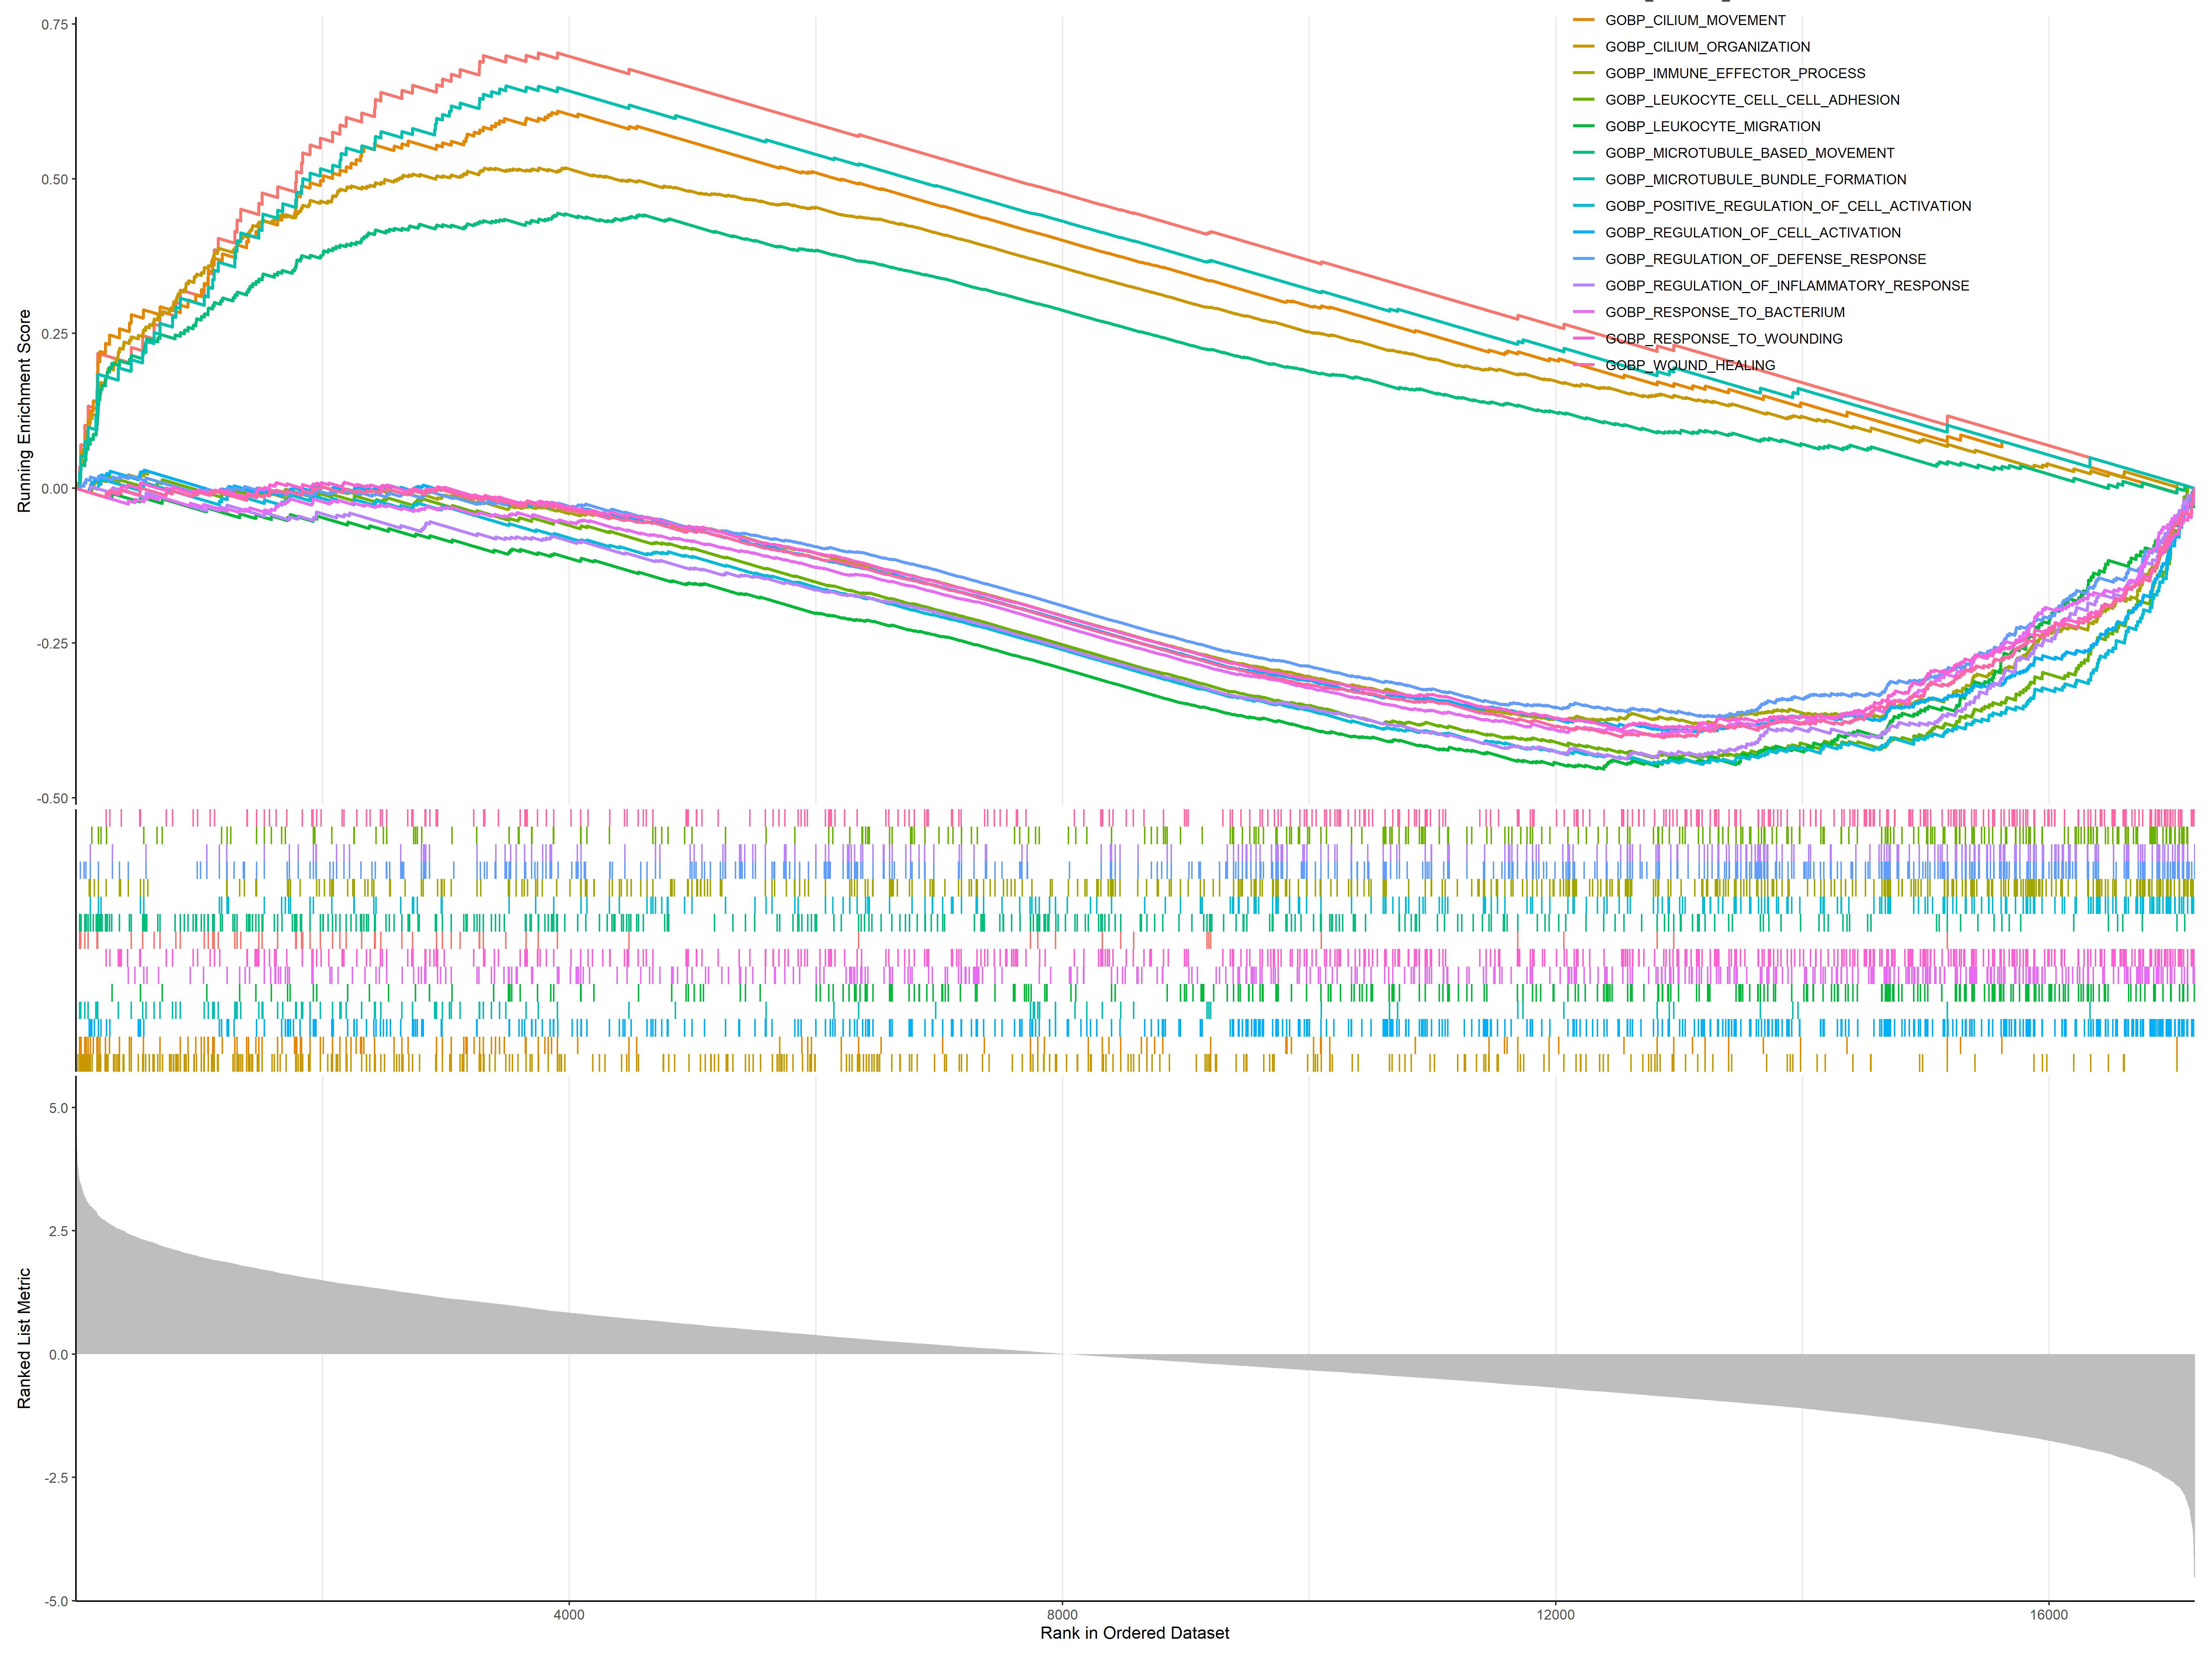 0.75
0.50
0.25
0.00
-0.25
-0.50
Running Enrichment Score
GOBP_CILIUM_MOVEMENT
GOBP_CILIUM_ORGANIZATION
GOBP_IMMUNE_EFFECTOR_PROCESS
GOBP_LEUKOCYTE_CELL_CELL_ADHESION
GOBP_LEUKOCYTE_MIGRATION
GOBP_MICROTUBULE_BASED_MOVEMENT
GOBP_MICROTUBULE_BUNDLE_FORMATION
GOBP_POSITIVE_REGULATION_OF_CELL_ACTIVATION
GOBP_REGULATION_OF_CELL_ACTIVATION
GOBP_REGULATION_OF_DEFENSE_RESPONSE
GOBP_REGULATION_OF_INFLAMMATORY_RESPONSE
GOBP_RESPONSE_TO_BACTERIUM
GOBP_RESPONSE_TO_WOUNDING
GOBP_WOUND_HEALING
5.0
2.5
0.0
-2.5
-5.0
Ranked List Metric
4000
8000
12000
16000
Rank in Ordered Dataset